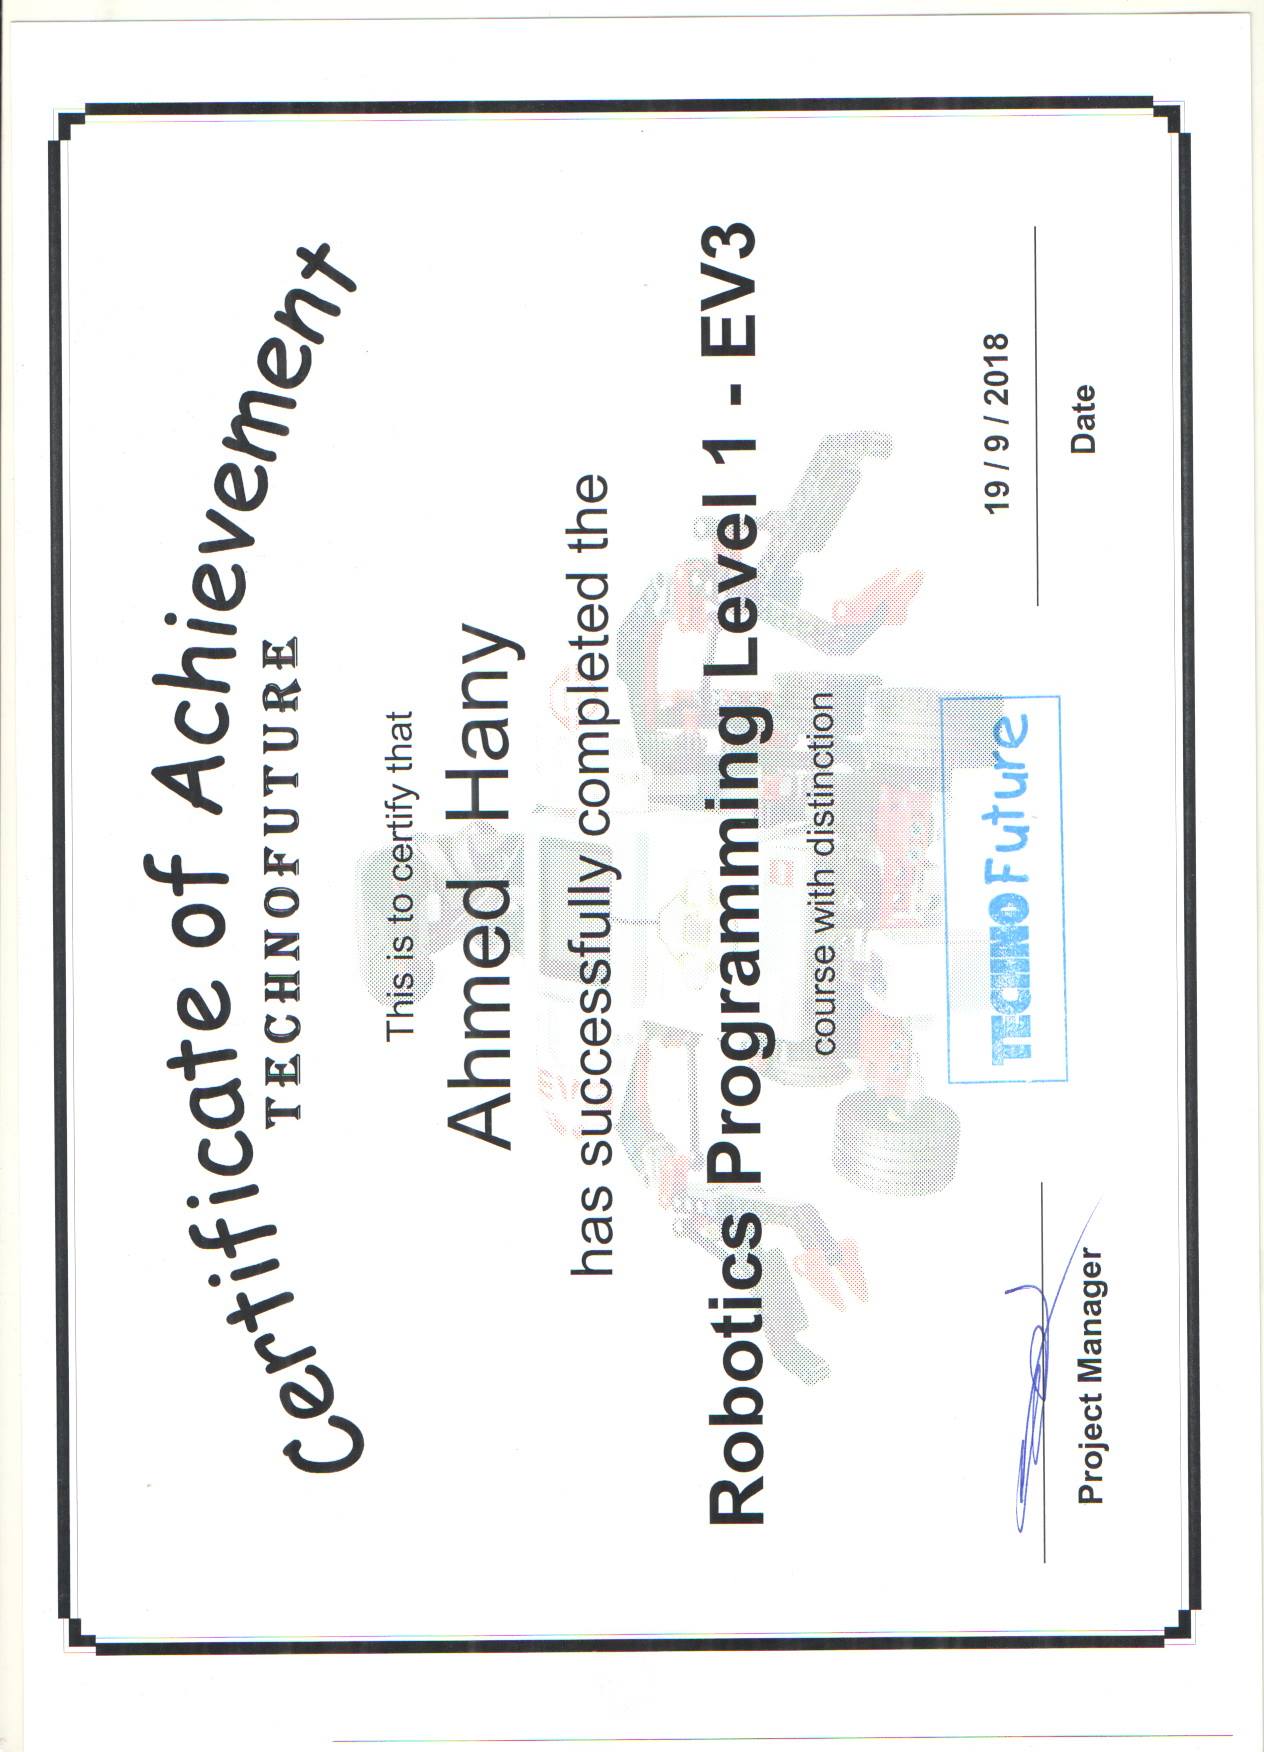 Certificate of Achievement
TECHNOFUTURE
This is to certify that
Ahmed Hany
has successfully completed the
Robotics Programming Level 1 - EV3
course with distinction
TECHNO Future
19 / 9 / 2018
Project Manager
Date